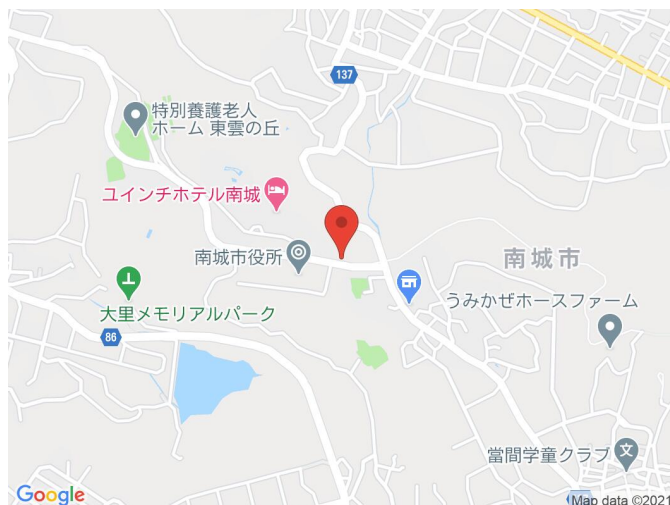 137
特別養護老人
ホーム 東雲の丘
ユインチホテル南城
南城市役所
南城市
うみかぜホースファーム
大里メモリアルパーク
86
當間学童クラブ
文
Google
Map data ©2021